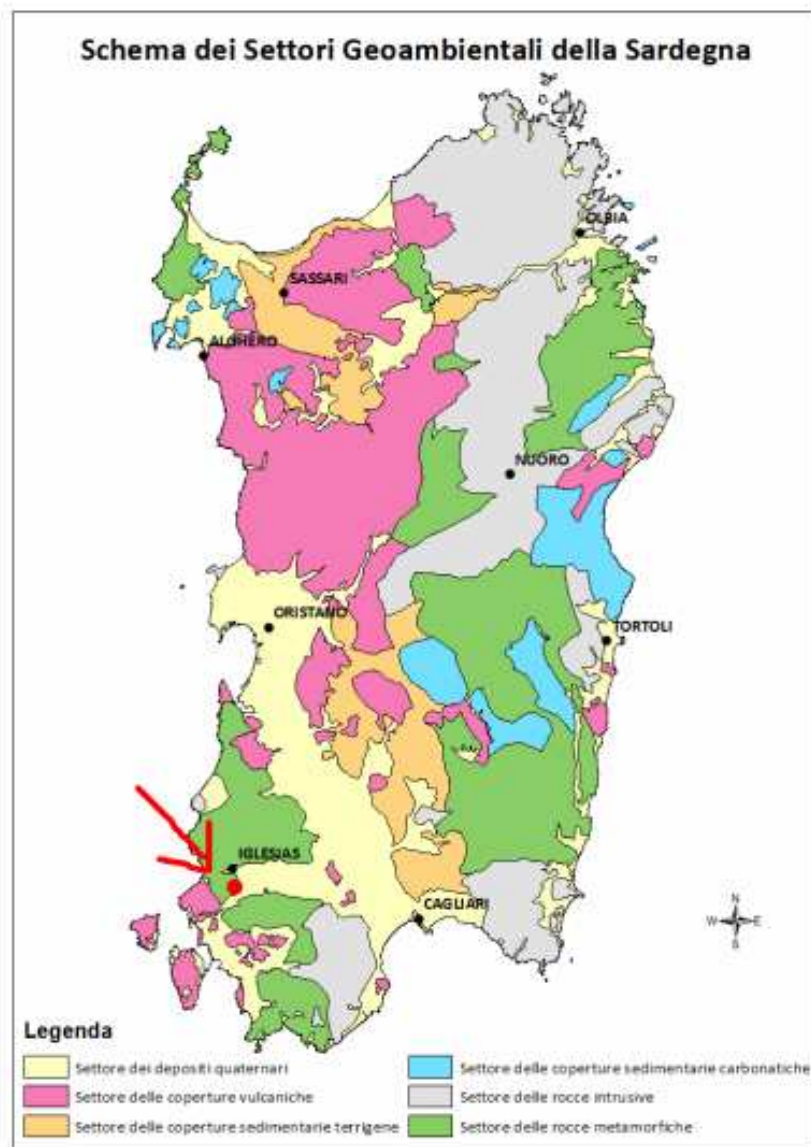 Schema dei Settori Geoambientali della Sardegna
OLBIA
SASSARI
ALGHERO
NUORO
ORISTANO
TORTOLI
IGLESIAS
CAGLIARI
N
W E
S
Legenda
Settore dei depositi quaternari
Settore delle coperture vulcaniche
Settore delle coperture sedimentarie terrigene
Settore delle coperture sedimentarie carbonatiche
Settore delle rocce intrusive
Settore delle rocce metamorfiche